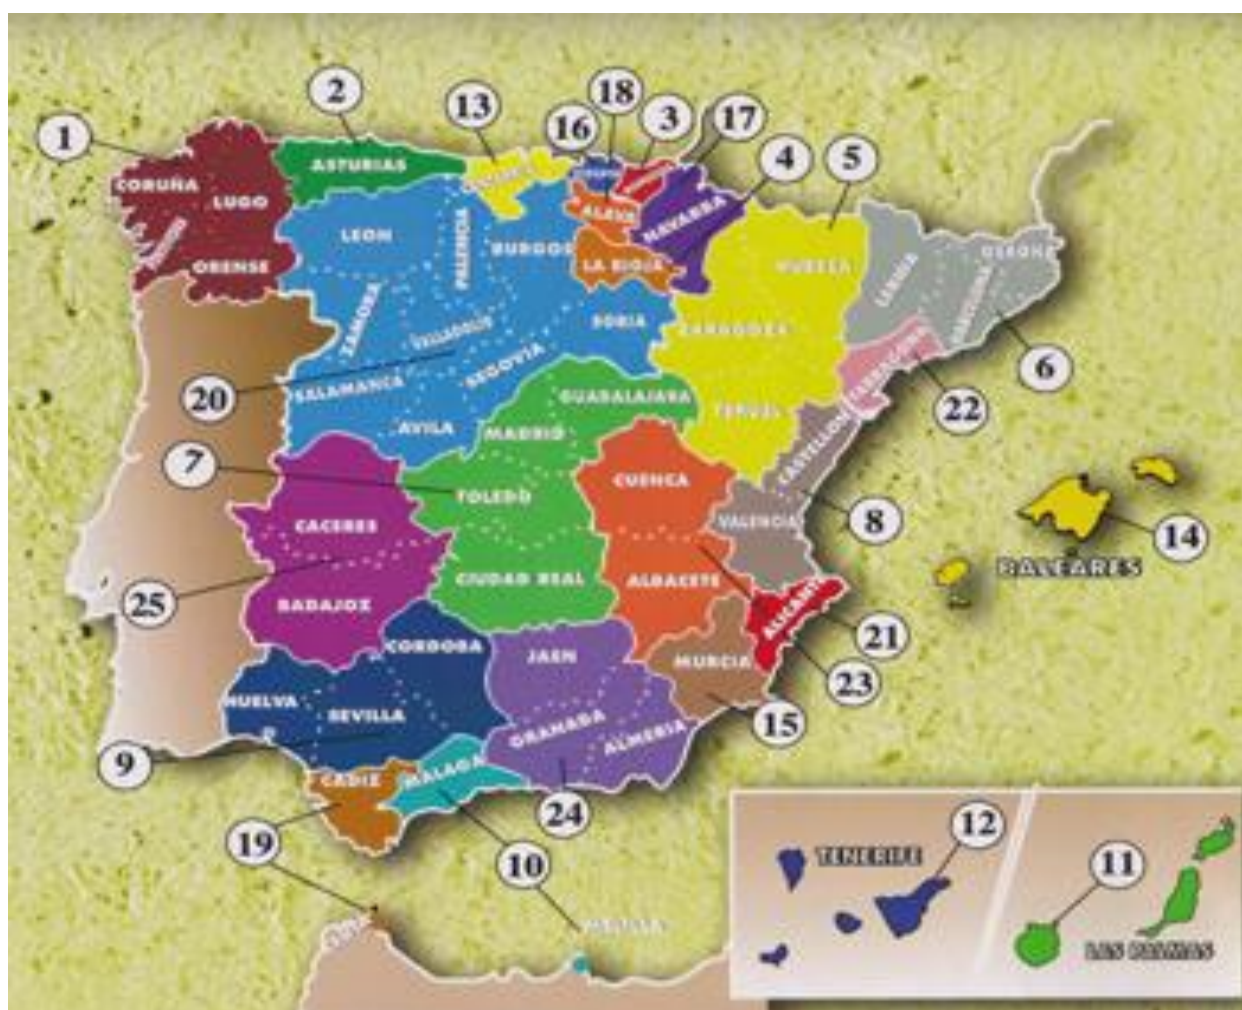 1
2
13
16
18
3
17
4
5
CORUÑA
LUGO
ORENSE
ASTURIAS
LEON
PALENCIA
BURGOS
ALAVA
NAVARRA
LA RIOJA
HUESCA
LERIDA
GERONA
ZAMORA
VALLADOLID
SORIA
ZARAGOZA
BARCELONA
6
20
SALAMANCA
SEGOVIA
GUADALAJARA
TERUEL
TARRAGONA
22
AVILA
MADRID
CASTELLON
7
TOLEDO
CUENCA
VALENCIA
8
14
BALEARES
CACERES
25
BADAJOZ
CIUDAD REAL
ALBACETE
ALICANTE
21
23
CORDOBA
JAEN
MURCIA
15
HUELVA
SEVILLA
GRANADA
ALMERIA
9
CADIZ
MALAGA
24
19
10
MELILLA
TENERIFE
12
11
LAS PALMAS